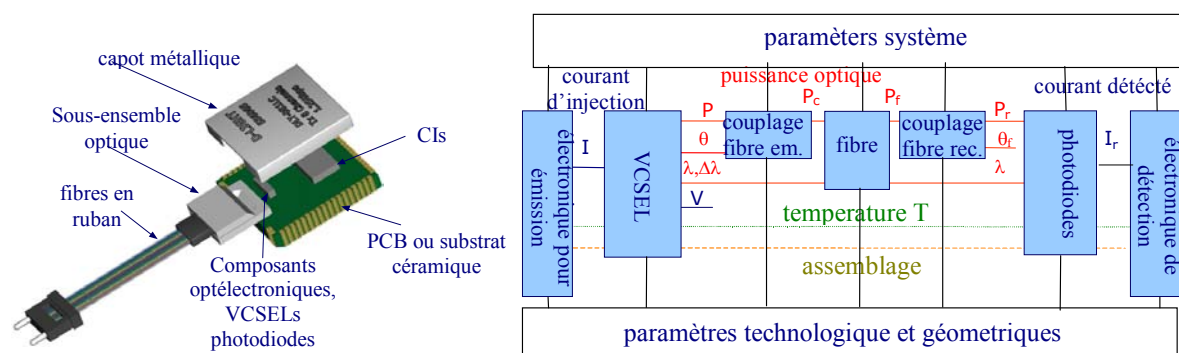 capot métallique
Sous-ensemble
optique
fibres en
ruban
CIs
PCB ou substrat
céramique
Composants
optélectroniques,
VCSELs
photodiodes
paramèters système
courant
d'injection
puissance optique
courant détécté
électronique pour
émission
I
VCSEL
P
θ
λ,Δλ
V
couplage
fibre em.
P_c
fibre
P_f
couplage
fibre rec.
P_r
θ_f
λ
photodiodes
I_r
électronique de
détection
temperature T
assemblage
paramètres technologique et géometriques